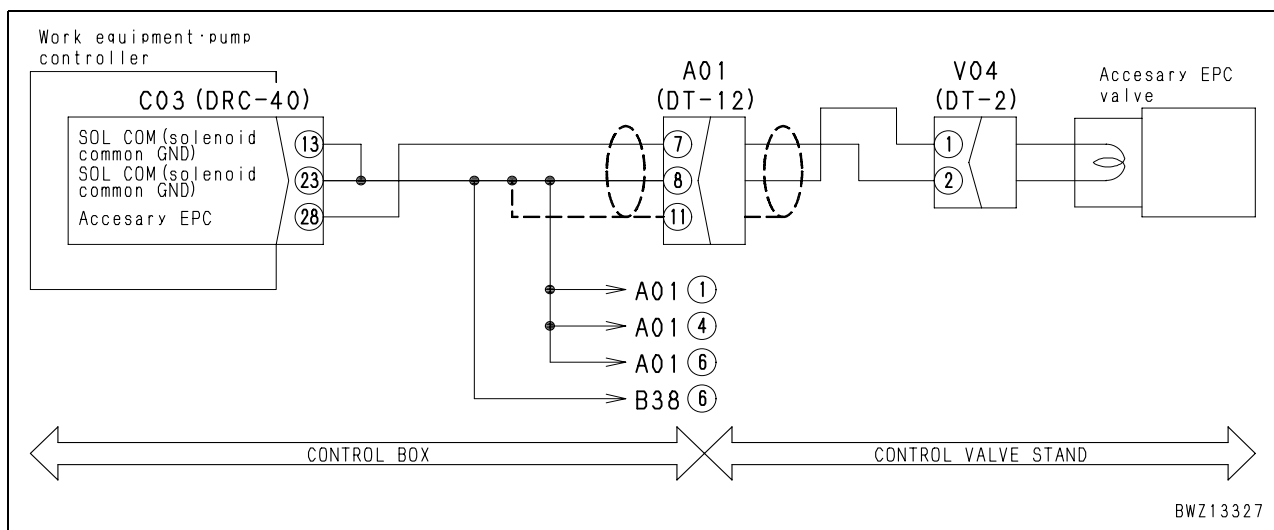 Work equipment·pump
controller
C03 (DRC-40)
SOL COM(solenoid
common GND)
SOL COM(solenoid
common GND)
Accesary EPC
13
23
28
A01
(DT-12)
7
8
11
V04
(DT-2)
1
2
Accesary EPC
valve
A01 1
A01 4
A01 6
B38 6
CONTROL BOX
CONTROL VALVE STAND
BWZ13327